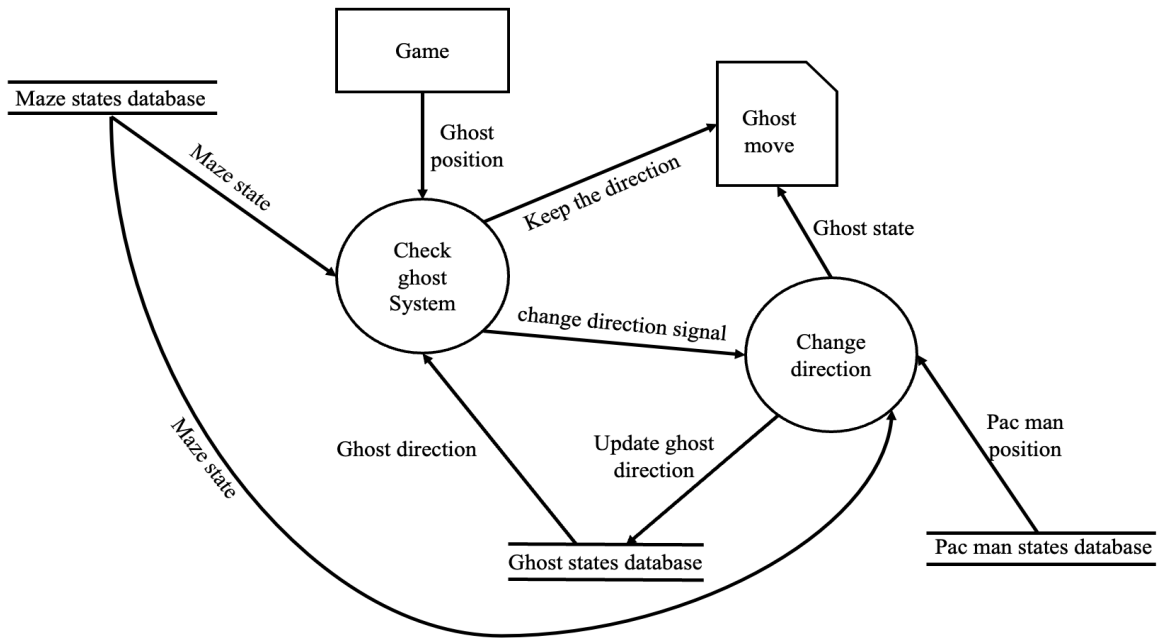 Game
Maze states database
Ghost
position
Ghost
move
Maze state
Keep the direction
Ghost state
Check
ghost
System
change direction signal
Change
direction
Maze state
Ghost direction
Update ghost
direction
Pac man
position
Ghost states database
Pac man states database